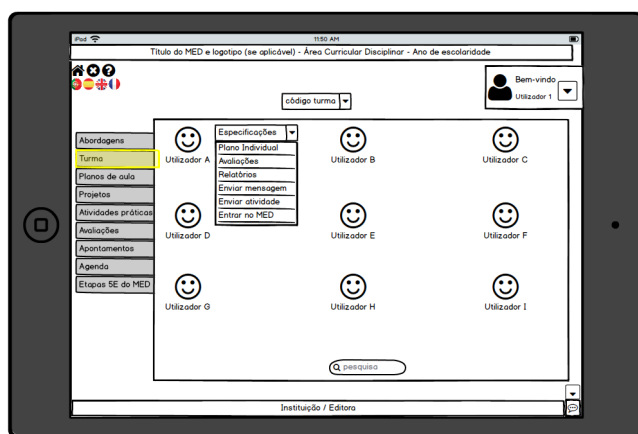 iPad
11:50 AM
Título do MED e logotipo (se aplicável) - Área Curricular Disciplinar - Ano de escolaridade
Bem-vindo
Utilizador 1
código turma
Abordagens
Turma
Planos de aula
Projetos
Atividades práticas
Avaliações
Apontamentos
Agenda
Etapas 5E do MED
Especificações
Plano Individual
Avaliações
Relatórios
Enviar mensagem
Enviar atividade
Entrar no MED
Utilizador A
Utilizador B
Utilizador C
Utilizador D
Utilizador E
Utilizador F
Utilizador G
Utilizador H
Utilizador I
pesquisa
Instituição / Editora